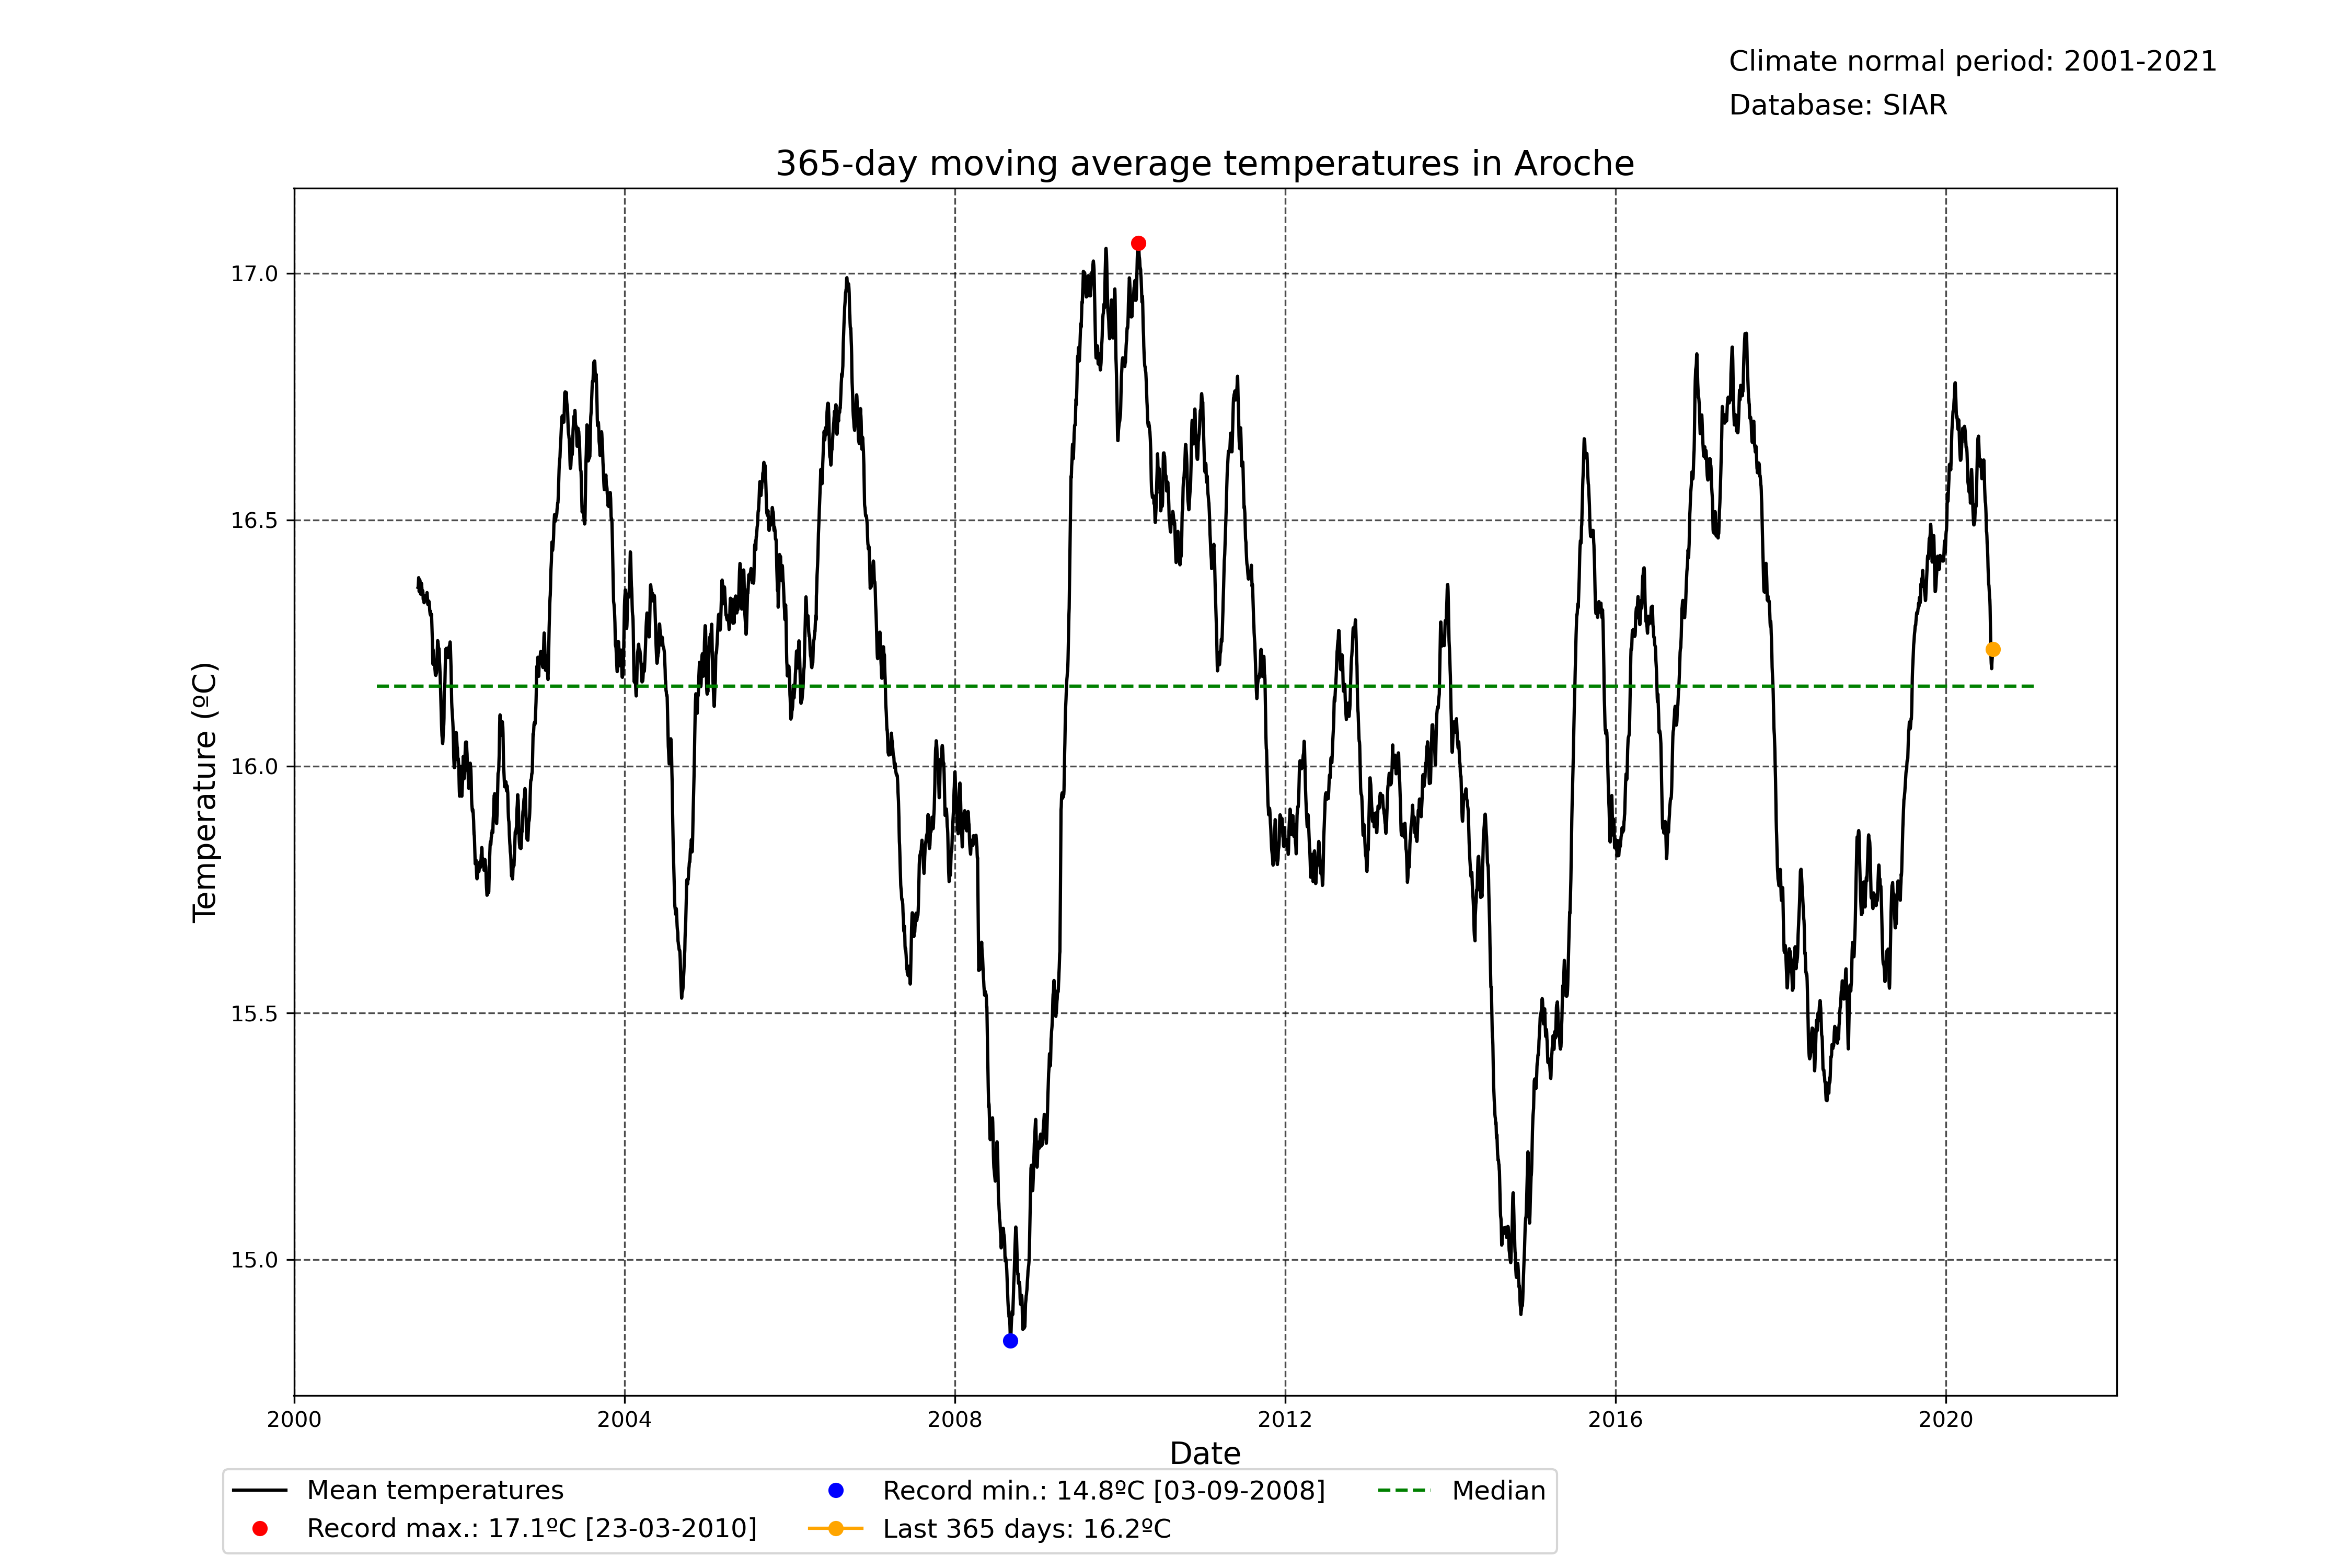 Climate normal period: 2001-2021
Database: SIAR
365-day moving average temperatures in Aroche
Temperature (ºC)
17.0
16.5
16.0
15.5
15.0
2000 2004 2008 2012 2016 2020
Date
Mean temperatures
Record max.: 17.1ºC [23-03-2010]
Record min.: 14.8ºC [03-09-2008]
Last 365 days: 16.2ºC
Median